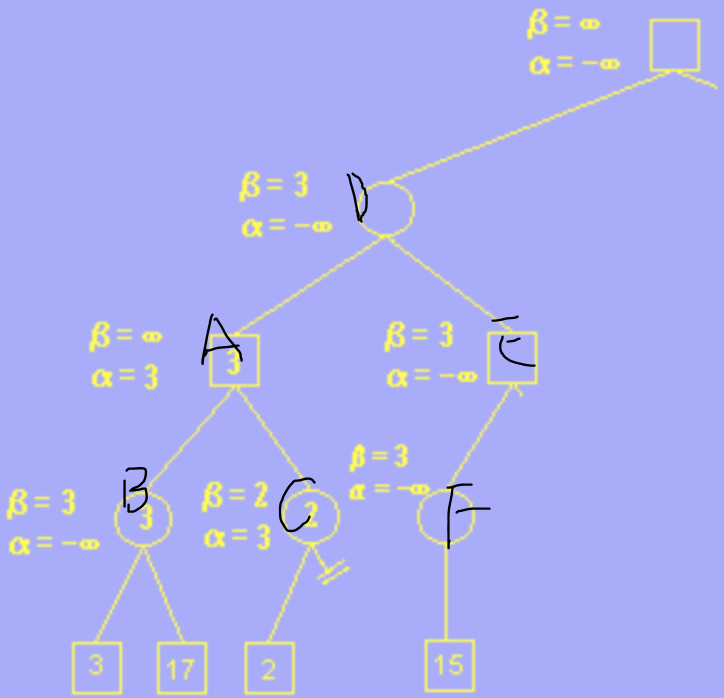 β = ∞
α = −∞
β = 3
α = −∞
D
β = ∞
α = 3
A
3
β = 3
α = −∞
E
β = 3
α = −∞
B
3
β = 2
α = 3
C
2
β = 3
α = −∞
F
3
17
2
15